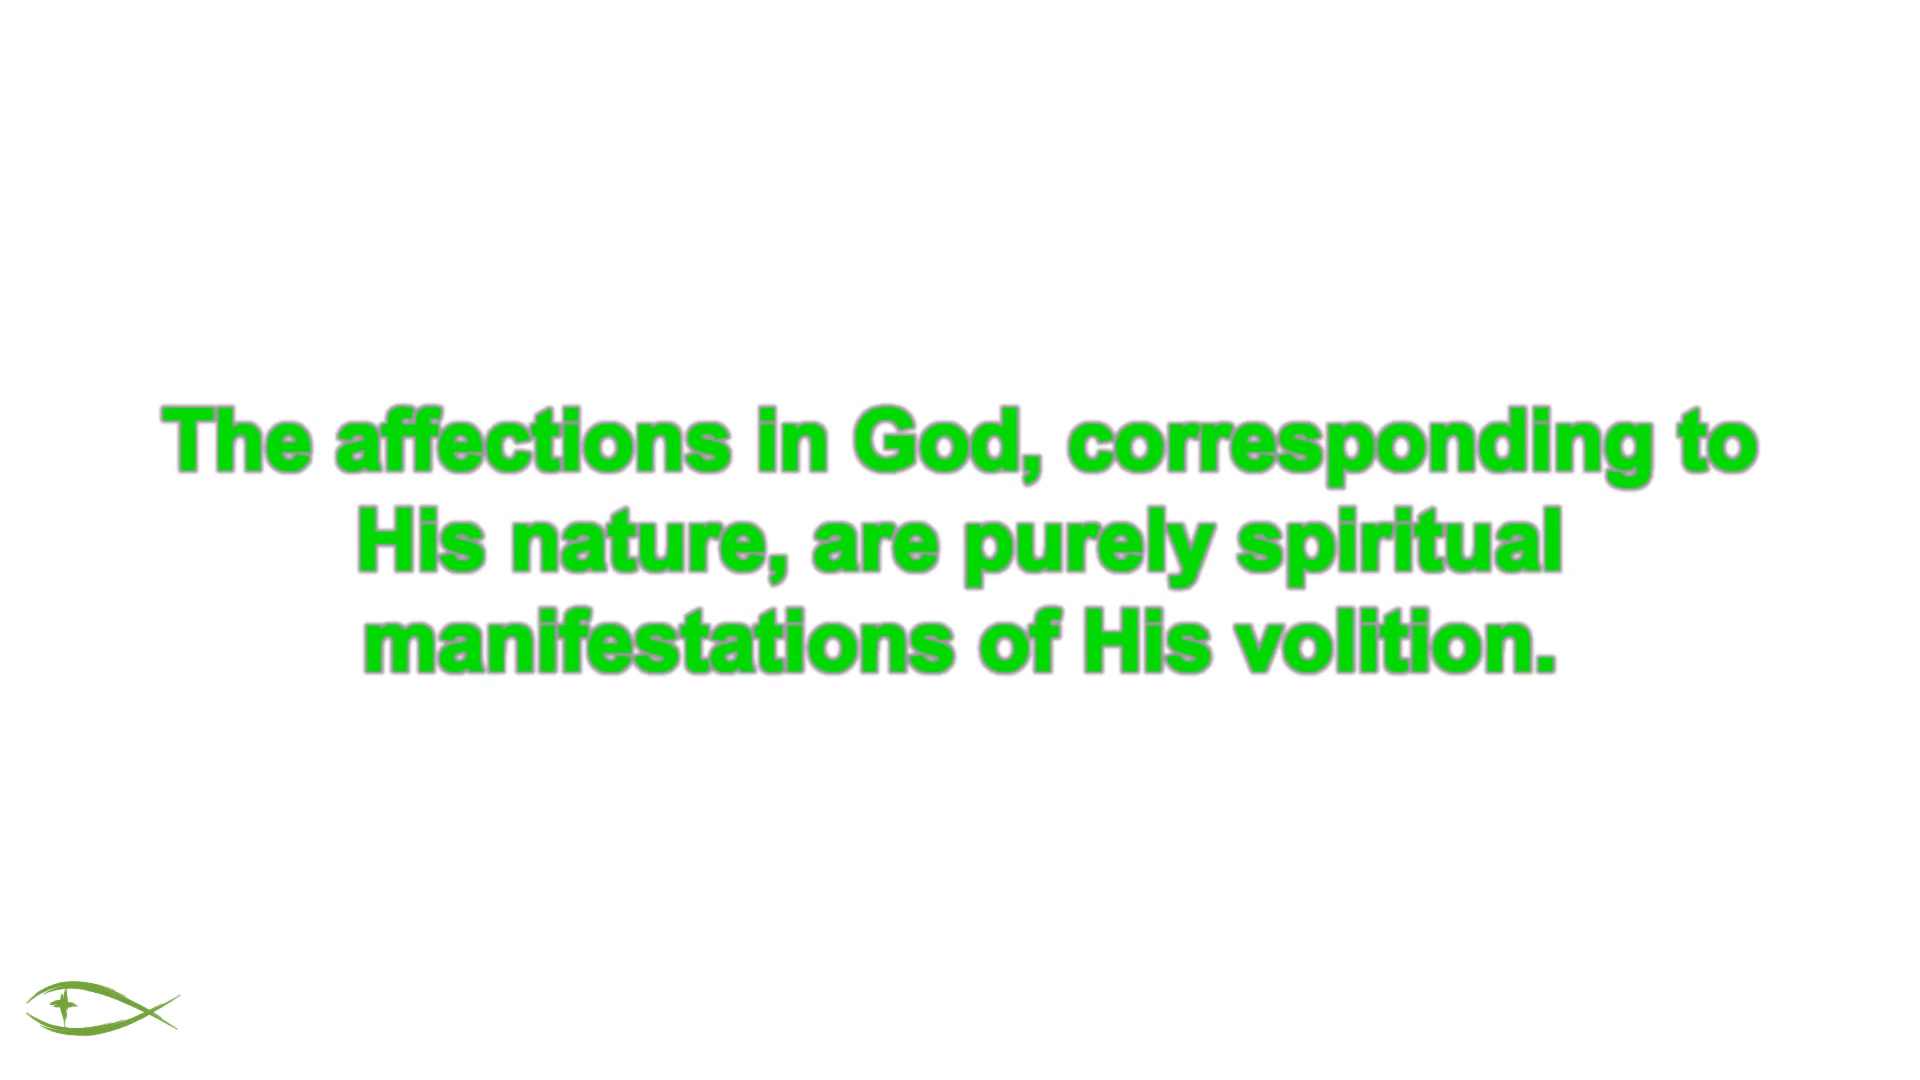 The affections in God, corresponding to
His nature, are purely spiritual
manifestations of His volition.